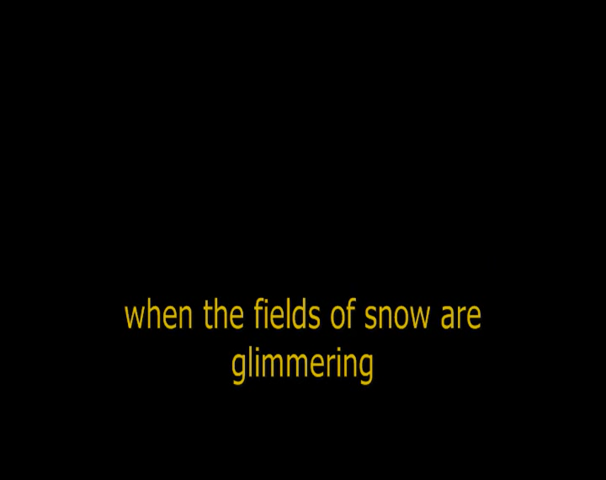 when the fields of snow are
glimmering